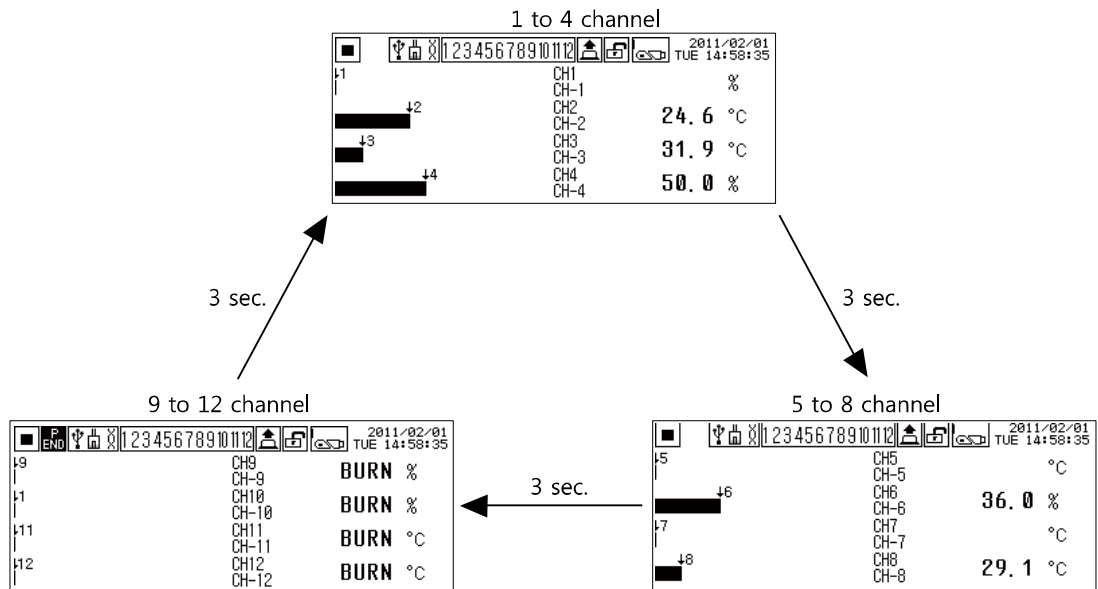 1 to 4 channel
1 2 3 4 5 6 7 8 9 10 11 12 2011/02/01
TUE 14:58:35
1 CH1
CH-1 %
2 CH2
CH-2 24.6 °C
3 CH3
CH-3 31.9 °C
4 CH4
CH-4 50.0 %
3 sec.
3 sec.
9 to 12 channel
P
END 1 2 3 4 5 6 7 8 9 10 11 12 2011/02/01
TUE 14:58:35
9 CH9
CH-9 BURN %
1 CH10
CH-10 BURN %
11 CH11
CH-11 BURN °C
12 CH12
CH-12 BURN °C
3 sec.
5 to 8 channel
1 2 3 4 5 6 7 8 9 10 11 12 2011/02/01
TUE 14:58:35
5 CH5
CH-5 °C
6 CH6
CH-6 36.0 %
7 CH7
CH-7 °C
8 CH8
CH-8 29.1 °C